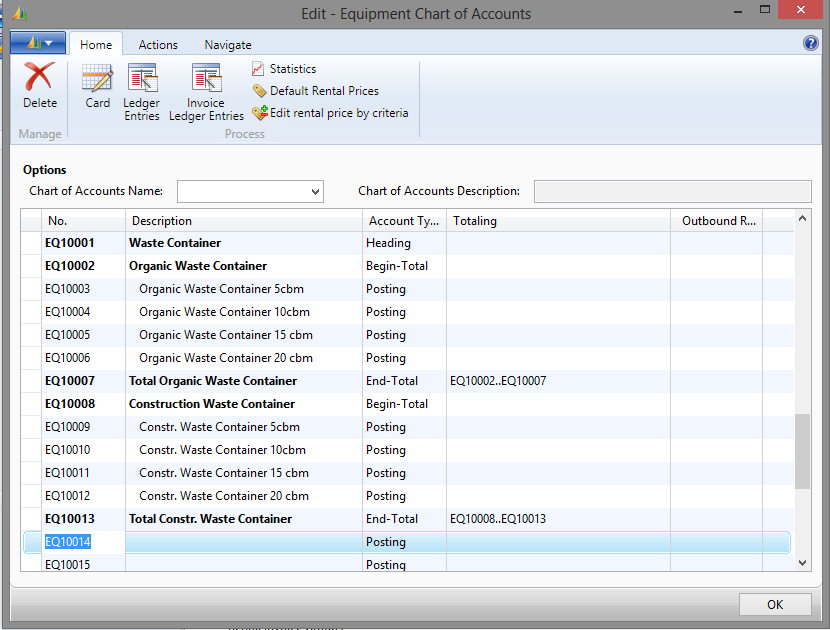 Edit - Equipment Chart of Accounts
Home Actions Navigate
Delete
Card
Ledger Entries
Invoice Ledger Entries
Statistics
Default Rental Prices
Edit rental price by criteria
Manage Process
Options
Chart of Accounts Name: Chart of Accounts Description:
No. Description Account Ty... Totaling Outbound R...
EQ10001 Waste Container Heading
EQ10002 Organic Waste Container Begin-Total
EQ10003 Organic Waste Container 5cbm Posting
EQ10004 Organic Waste Container 10cbm Posting
EQ10005 Organic Waste Container 15 cbm Posting
EQ10006 Organic Waste Container 20 cbm Posting
EQ10007 Total Organic Waste Container End-Total EQ10002..EQ10007
EQ10008 Construction Waste Container Begin-Total
EQ10009 Constr. Waste Container 5cbm Posting
EQ10010 Constr. Waste Container 10cbm Posting
EQ10011 Constr. Waste Container 15 cbm Posting
EQ10012 Constr. Waste Container 20 cbm Posting
EQ10013 Total Constr. Waste Container End-Total EQ10008..EQ10013
EQ10014 Posting
EQ10015 Posting
OK